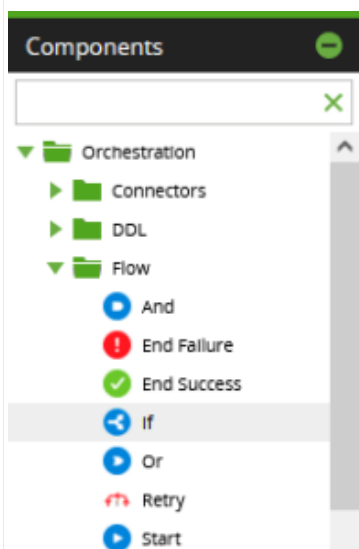 Components
Orchestration
Connectors
DDL
Flow
And
End Failure
End Success
If
Or
Retry
Start